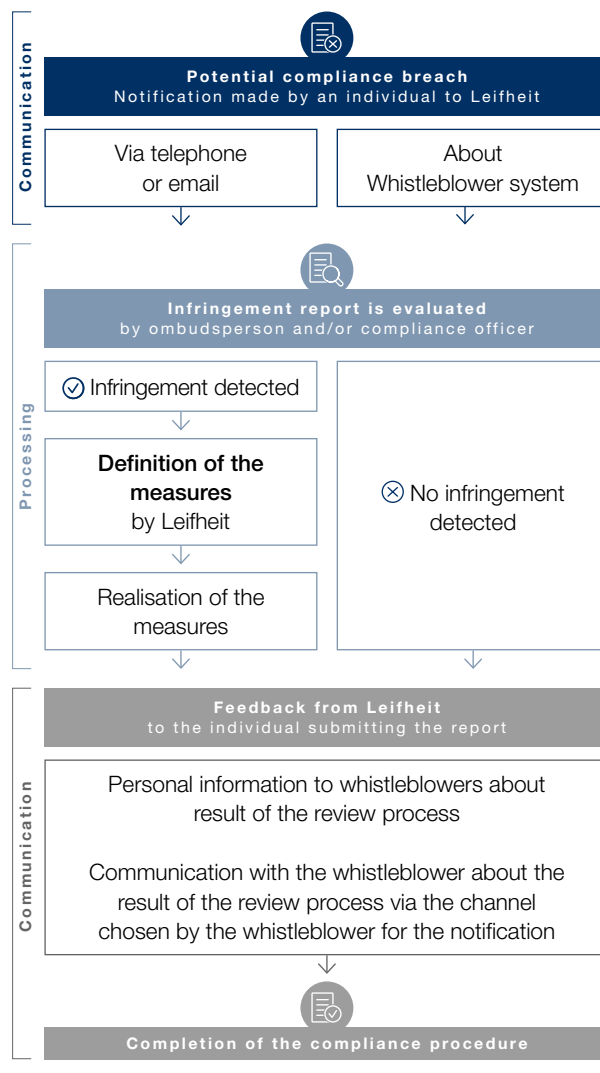 Communication
Potential compliance breach
Notification made by an individual to Leifheit
Via telephone
or email
About
Whistleblower system
Processing
Infringement report is evaluated
by ombudsperson and/or compliance officer
Infringement detected
Definition of the
measures
by Leifheit
Realisation of the
measures
No infringement
detected
Communication
Feedback from Leifheit
to the individual submitting the report
Personal information to whistleblowers about
result of the review process
Communication with the whistleblower about the
result of the review process via the channel
chosen by the whistleblower for the notification
Completion of the compliance procedure